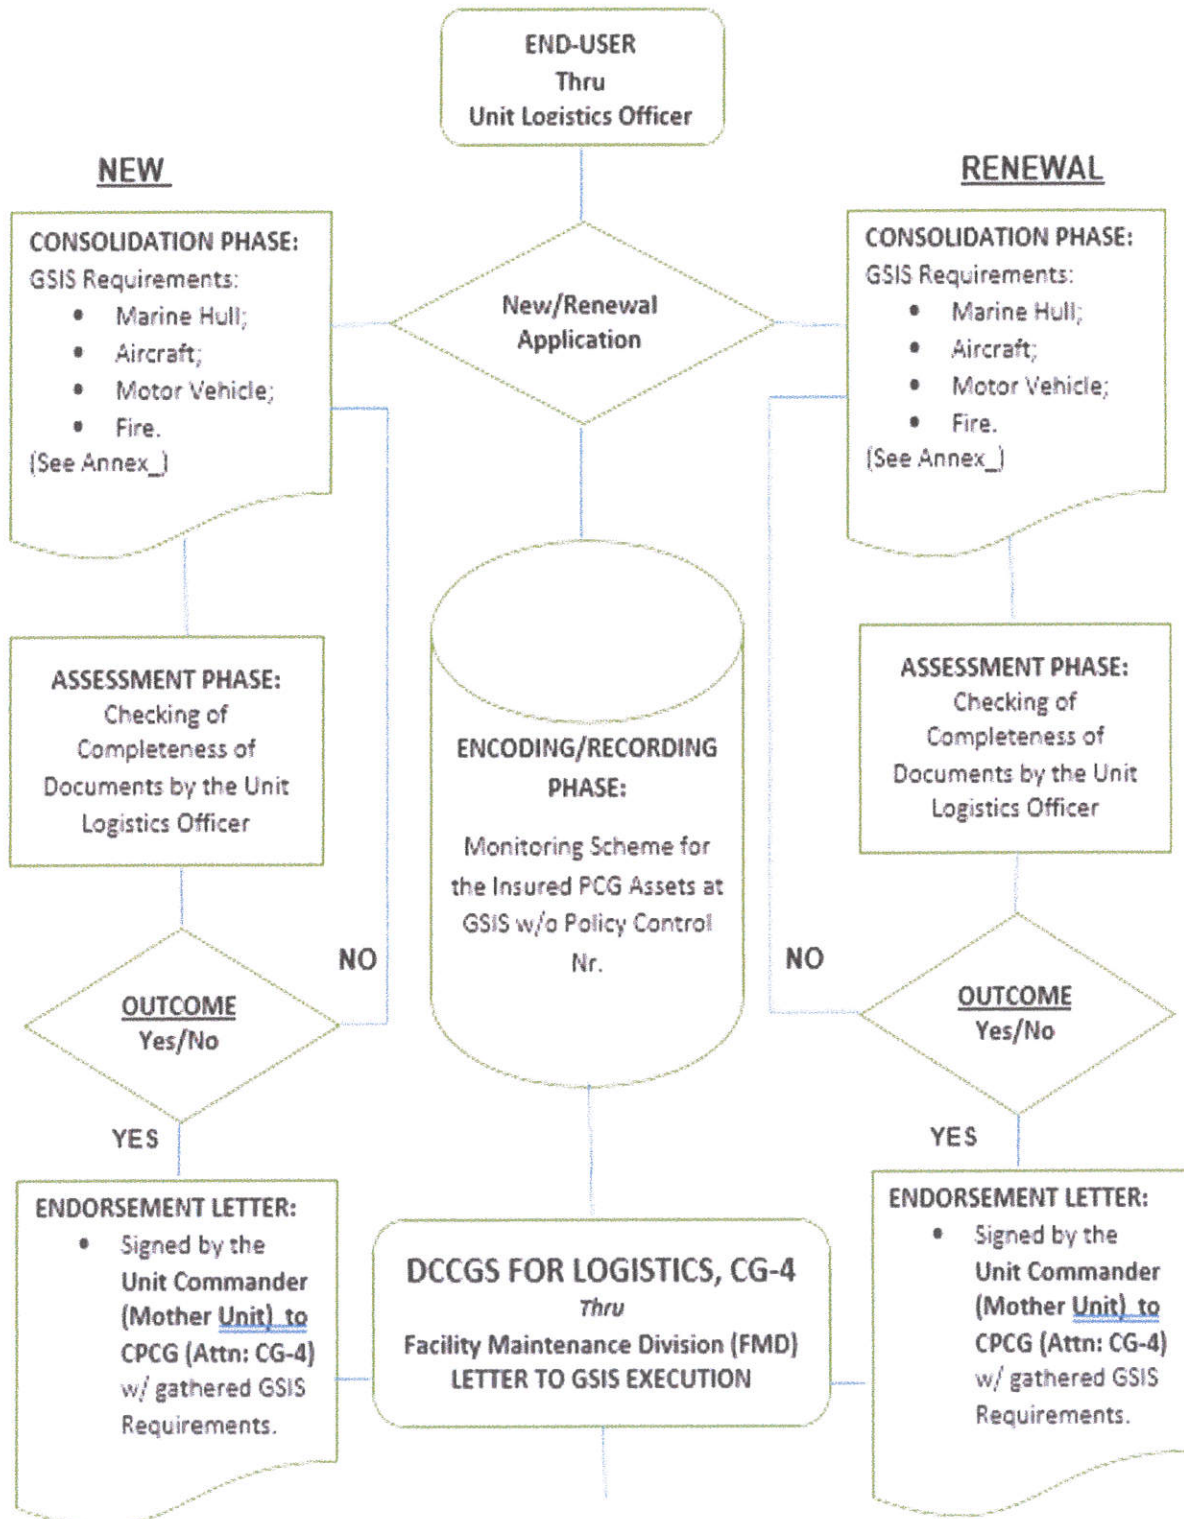 END-USER
Thru
Unit Logistics Officer
NEW
RENEWAL
CONSOLIDATION PHASE:
GSIS Requirements:
• Marine Hull;
• Aircraft;
• Motor Vehicle;
• Fire.
(See Annex_)
New/Renewal
Application
CONSOLIDATION PHASE:
GSIS Requirements:
• Marine Hull;
• Aircraft;
• Motor Vehicle;
• Fire.
(See Annex_)
ASSESSMENT PHASE:
Checking of
Completeness of
Documents by the Unit
Logistics Officer
ENCODING/RECORDING
PHASE:
Monitoring Scheme for
the Insured PCG Assets at
GSIS w/o Policy Control
Nr.
ASSESSMENT PHASE:
Checking of
Completeness of
Documents by the Unit
Logistics Officer
NO
OUTCOME
Yes/No
NO
OUTCOME
Yes/No
YES
YES
ENDORSEMENT LETTER:
• Signed by the
Unit Commander
(Mother Unit) to
CPCG (Attn: CG-4)
w/ gathered GSIS
Requirements.
DCCGS FOR LOGISTICS, CG-4
Thru
Facility Maintenance Division (FMD)
LETTER TO GSIS EXECUTION
ENDORSEMENT LETTER:
• Signed by the
Unit Commander
(Mother Unit) to
CPCG (Attn: CG-4)
w/ gathered GSIS
Requirements.